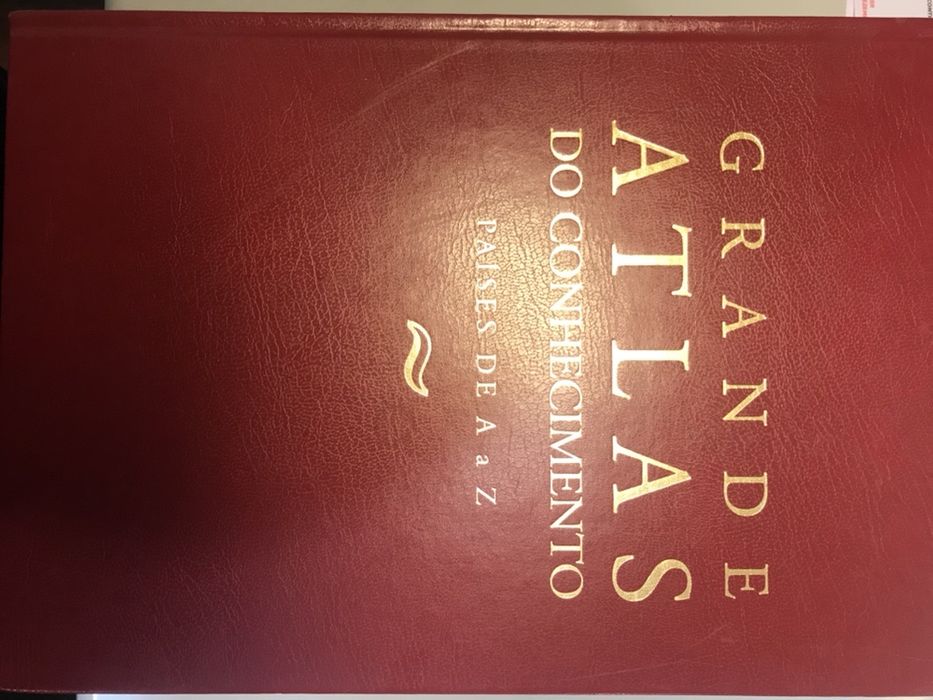 GRANDE
ATLAS
DO CONHECIMENTO
PAÍSES DE A a Z